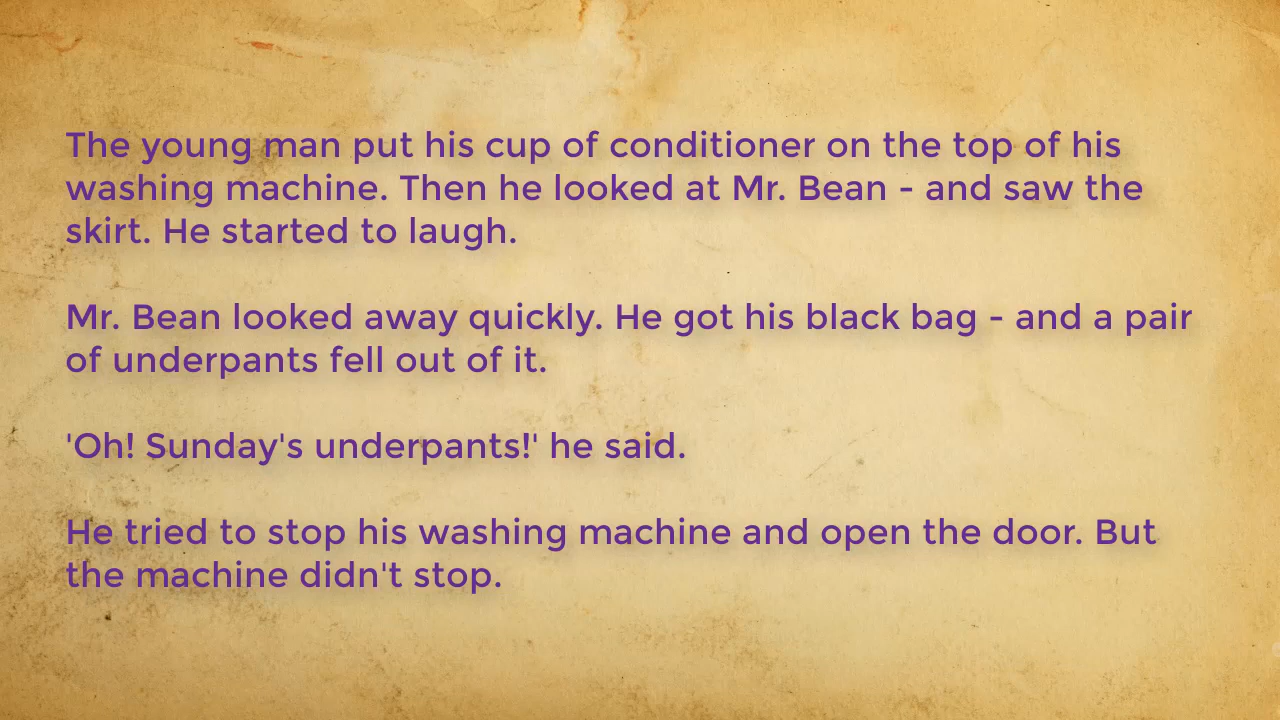 The young man put his cup of conditioner on the top of his
washing machine. Then he looked at Mr. Bean - and saw the
skirt. He started to laugh.
Mr. Bean looked away quickly. He got his black bag - and a pair
of underpants fell out of it.
'Oh! Sunday's underpants!' he said.
He tried to stop his washing machine and open the door. But
the machine didn't stop.